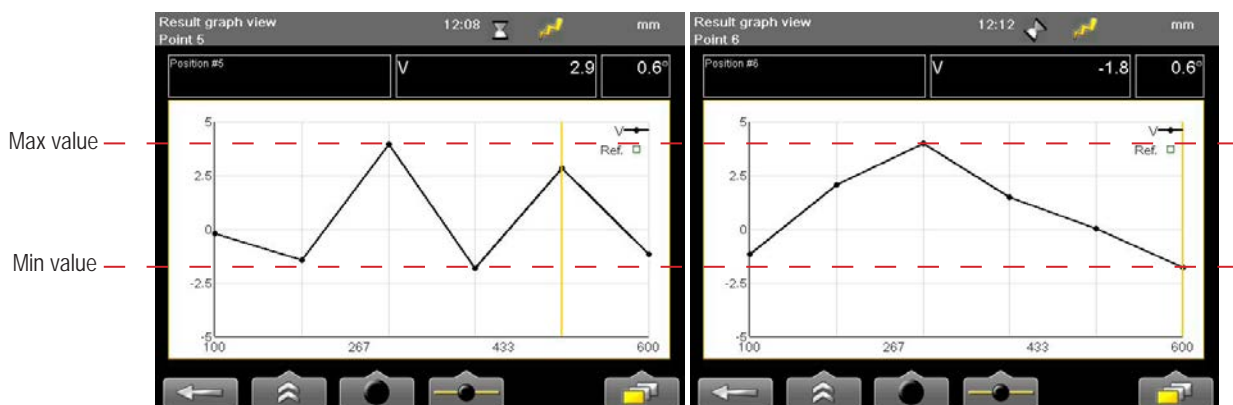 Result graph view
12:08
mm
Point 5
Position #5
V
2.9
0.6°
5
V
Ref.
2.5
0
-2.5
-5
100
267
433
600
Result graph view
12:12
mm
Point 6
Position #6
V
-1.8
0.6°
5
V
Ref.
2.5
0
-2.5
-5
100
267
433
600
Max value
Min value